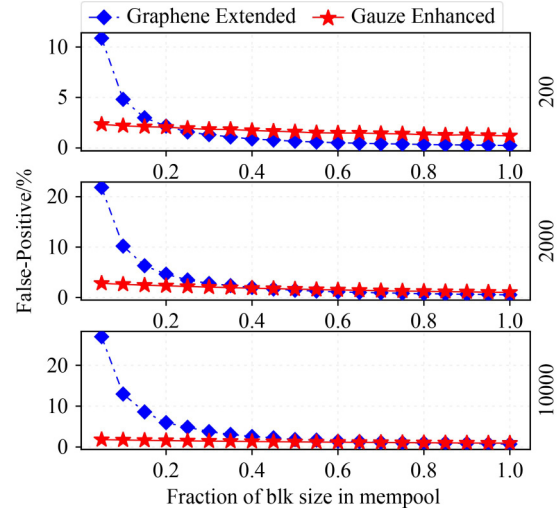 Graphene Extended Gauze Enhanced
10
5
0
200
0.2 0.4 0.6 0.8 1.0
20
10
0
2000
False-Positive/%
0.2 0.4 0.6 0.8 1.0
20
10
0
10000
0.2 0.4 0.6 0.8 1.0
Fraction of blk size in mempool